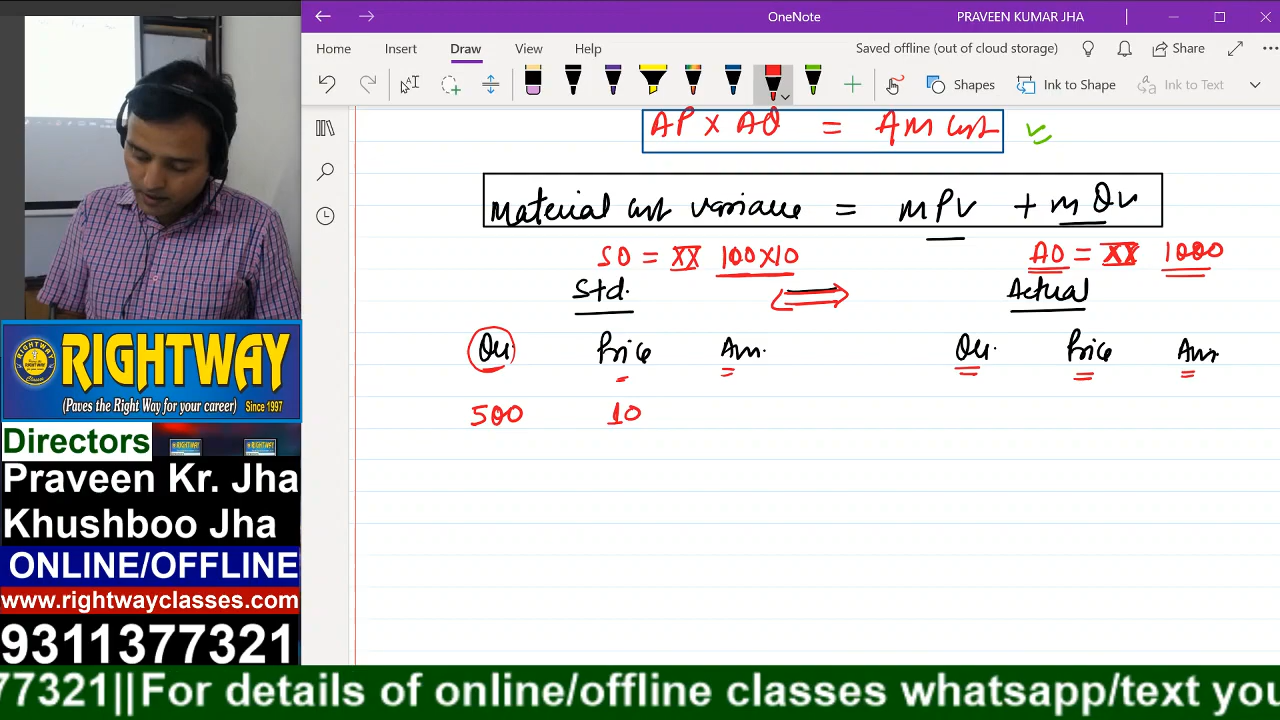 OneNote
PRAVEEN KUMAR JHA
Home Insert Draw View Help
Saved offline (out of cloud storage)
Share
Shapes
Ink to Shape
Ink to Text
AP x AQ = AM Cost
Material cost variance = MPV + MQV
SO = XX 100x10
AO = XX 1000
Std.
Actual
Qu. Price Am.
Qu. Price Am.
500 10
RIGHTWAY
(Paves the Right Way for your career) Since 1997
Directors
Praveen Kr. Jha
Khushboo Jha
ONLINE/OFFLINE
www.rightwayclasses.com
9311377321
77321||For details of online/offline classes whatsapp/text you